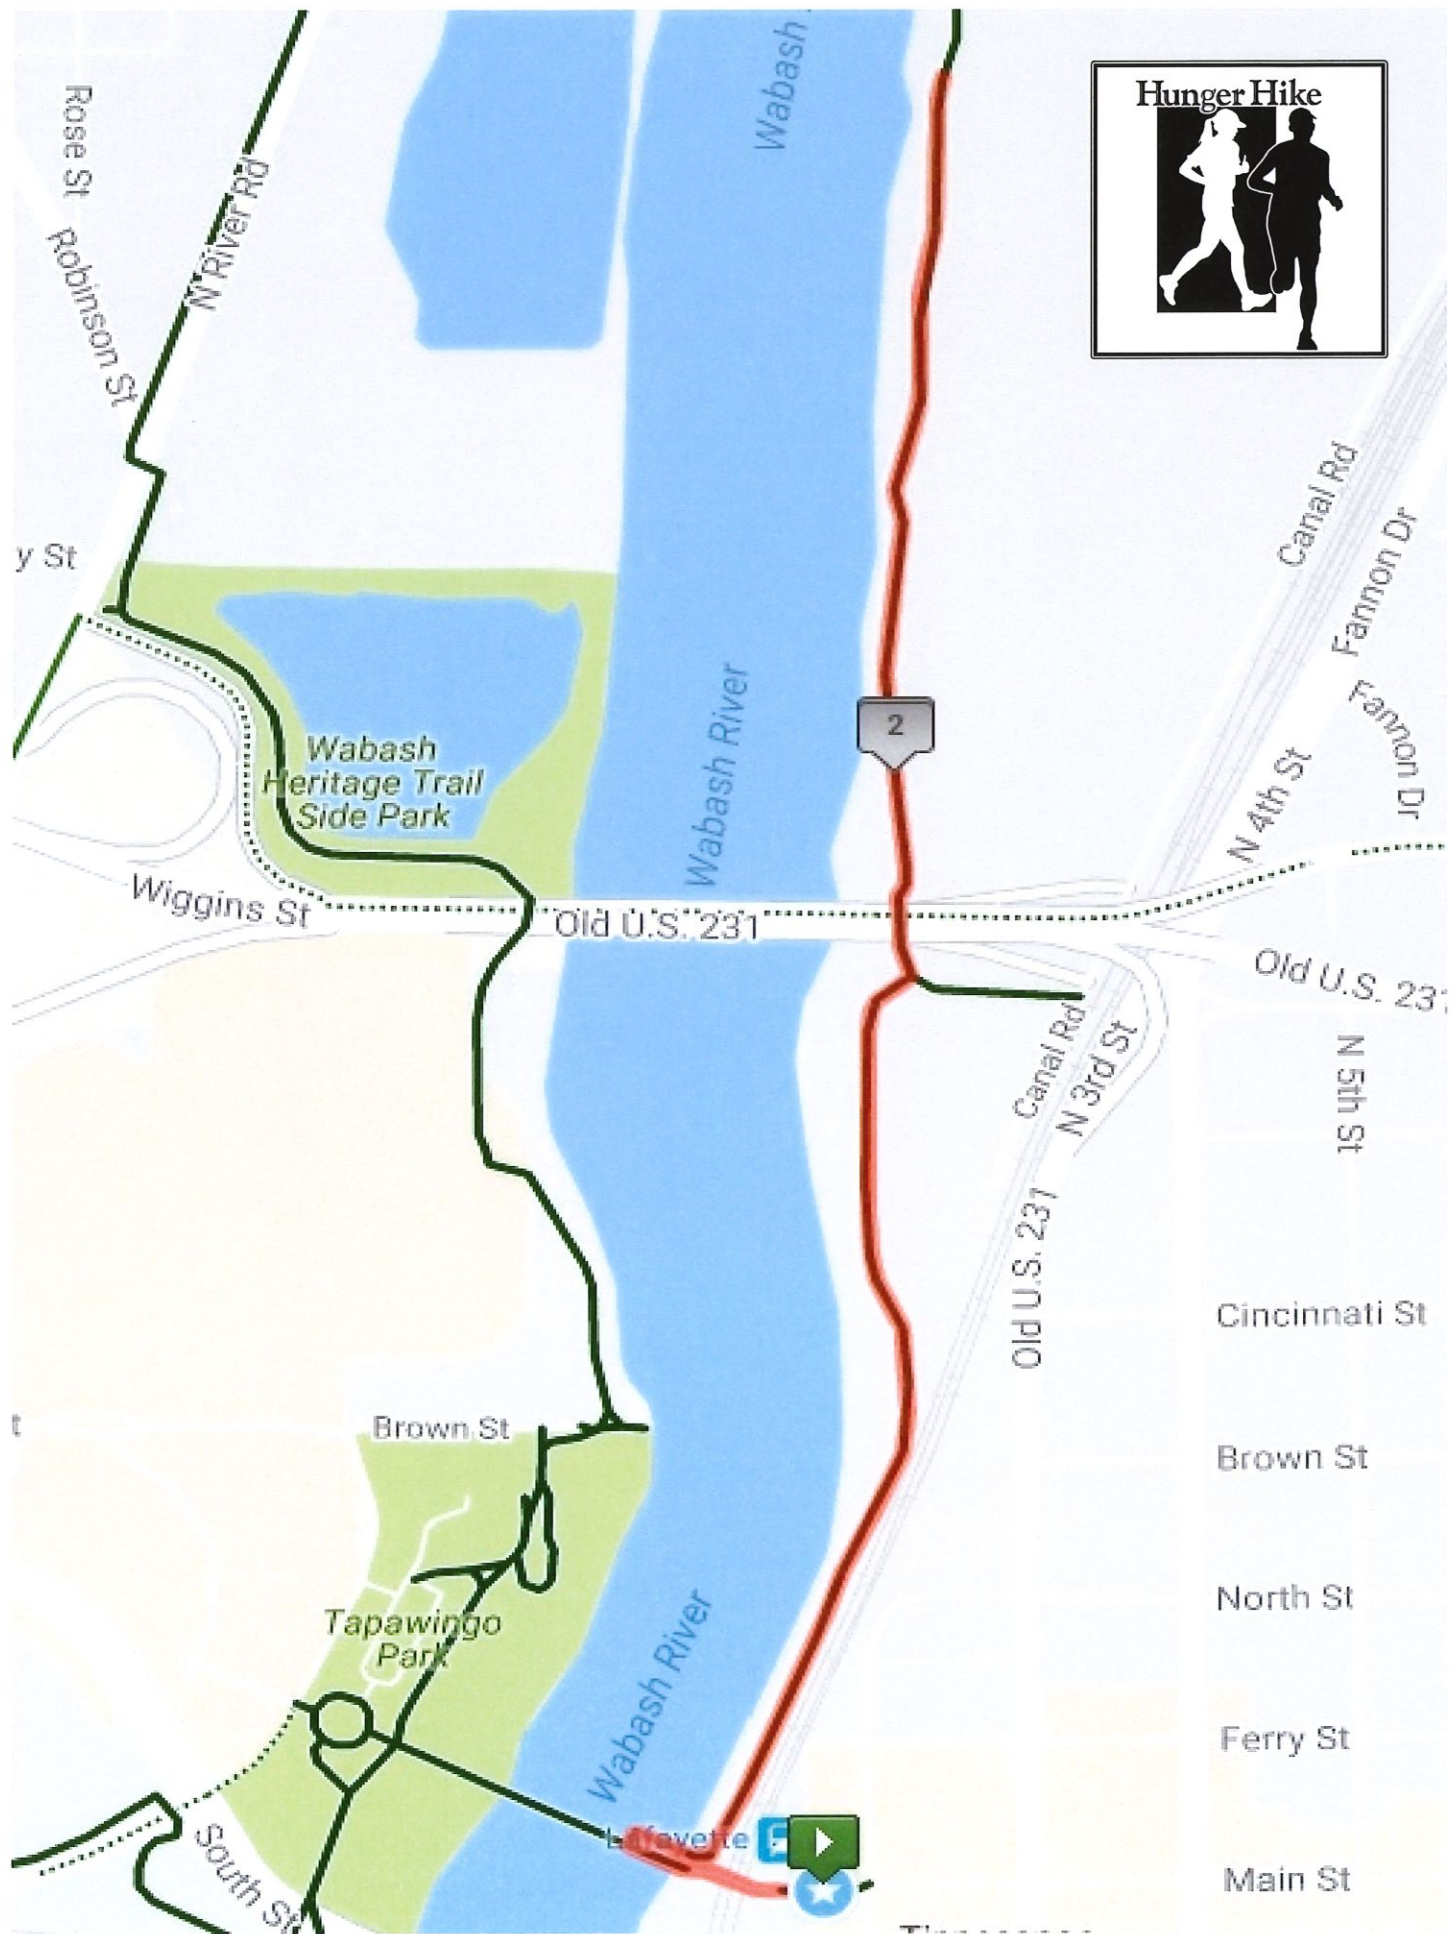 Wabash
Hunger Hike
Rose St
N River Rd
Robinson St
Canal Rd
Fannon Dr
y St
Wabash River
Fannon Dr
2
Wabash
Heritage Trail
Side Park
N 4th St
Wiggins St
Old U.S. 231
Old U.S. 231
Canal Rd
N 3rd St
N 5th St
Old U.S. 231
Cincinnati St
t
Brown St
Brown St
North St
Tapawingo
Park
Wabash River
Ferry St
Lafayette
South St
Main St